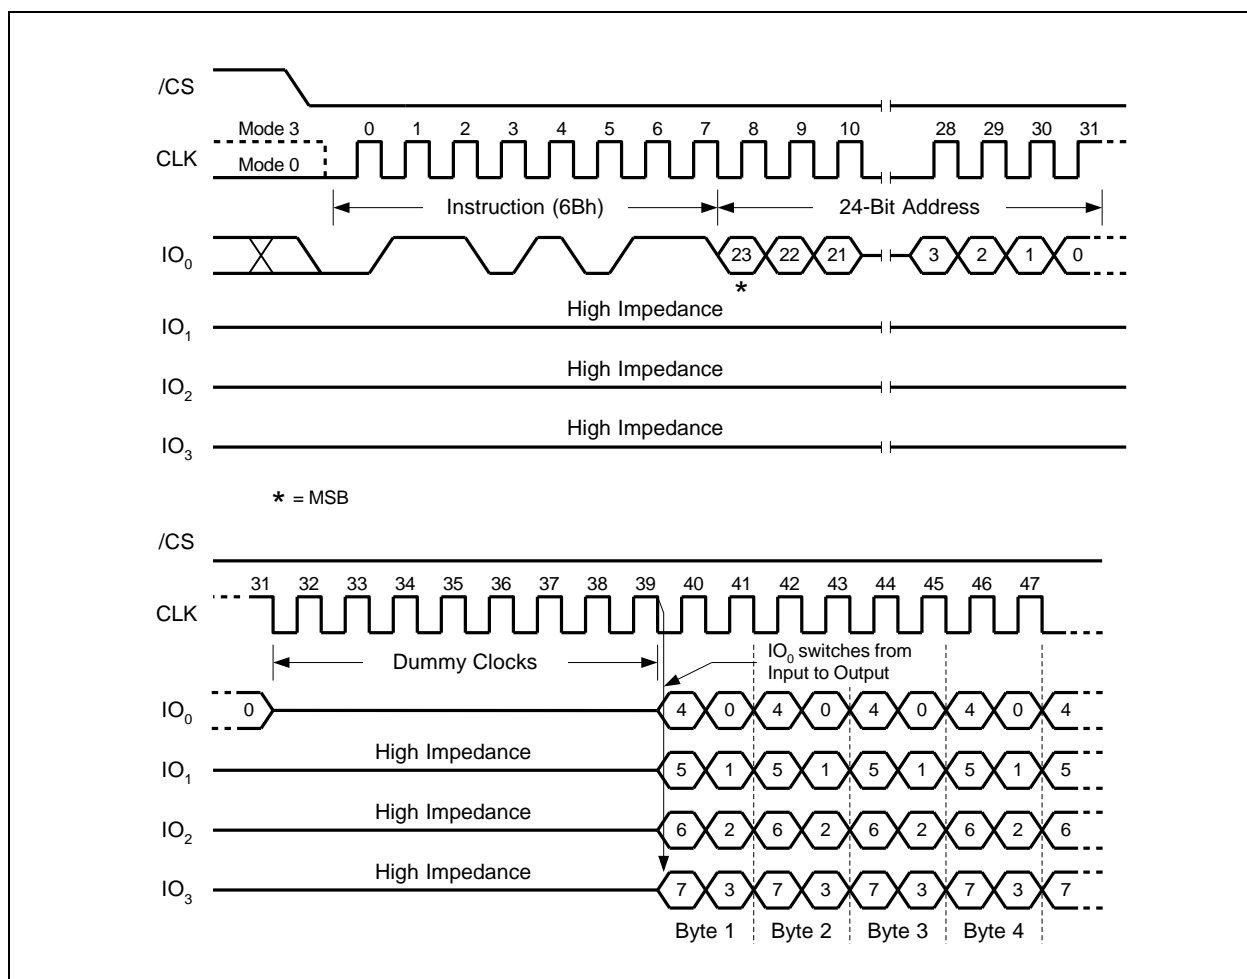 /CS
Mode 3 0 1 2 3 4 5 6 7 8 9 10 28 29 30 31
CLK Mode 0
Instruction (6Bh) 24-Bit Address
IO0 23 22 21 3 2 1 0
*
High Impedance
IO1
High Impedance
IO2
High Impedance
IO3
* = MSB
/CS
31 32 33 34 35 36 37 38 39 40 41 42 43 44 45 46 47
CLK
Dummy Clocks
IO0 switches from
Input to Output
IO0 0 4 0 4 0 4 0 4 0 4
High Impedance
IO1 5 1 5 1 5 1 5 1 5
High Impedance
IO2 6 2 6 2 6 2 6 2 6
High Impedance
IO3 7 3 7 3 7 3 7 3 7
Byte 1 Byte 2 Byte 3 Byte 4